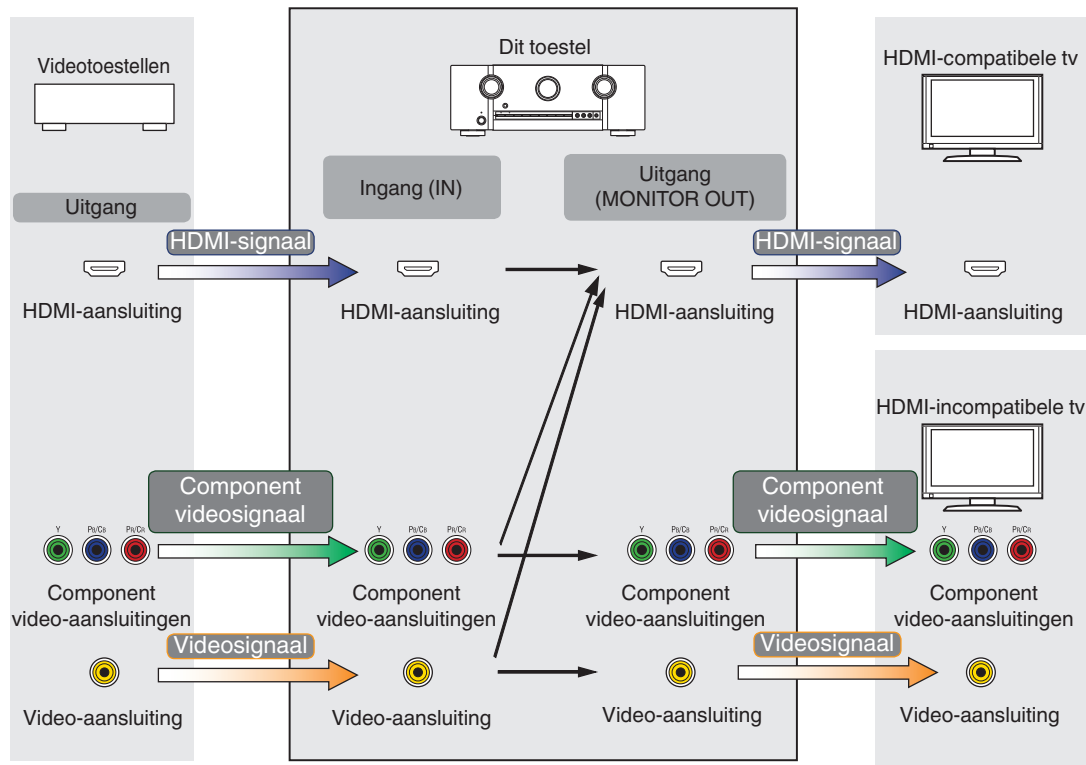 Videotoestellen
Dit toestel
HDMI-compatibele tv
Uitgang
Ingang (IN)
Uitgang
(MONITOR OUT)
HDMI-signaal
HDMI-signaal
HDMI-aansluiting
HDMI-aansluiting
HDMI-aansluiting
HDMI-aansluiting
HDMI-incompatibele tv
Component
videosignaal
Component
videosignaal
Y PB/CB PR/CR
Y PB/CB PR/CR
Y PB/CB PR/CR
Y PB/CB PR/CR
Component
video-aansluitingen
Component
video-aansluitingen
Component
video-aansluitingen
Component
video-aansluitingen
Videosignaal
Videosignaal
Video-aansluiting
Video-aansluiting
Video-aansluiting
Video-aansluiting